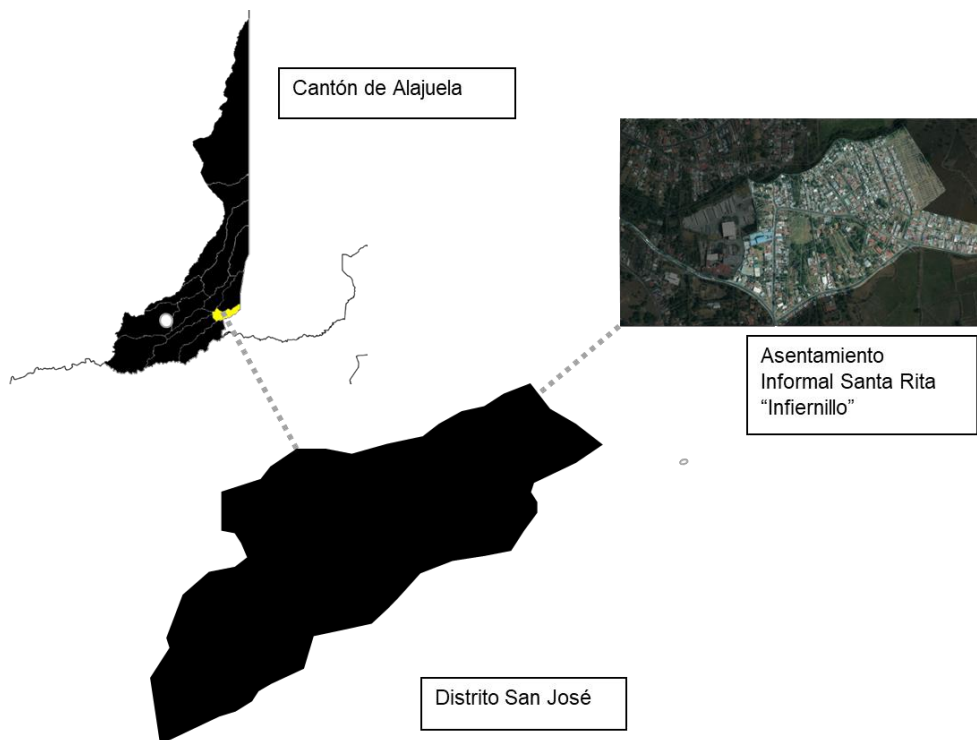 Cantón de Alajuela
Asentamiento
Informal Santa Rita
“Infiernillo”
Distrito San José